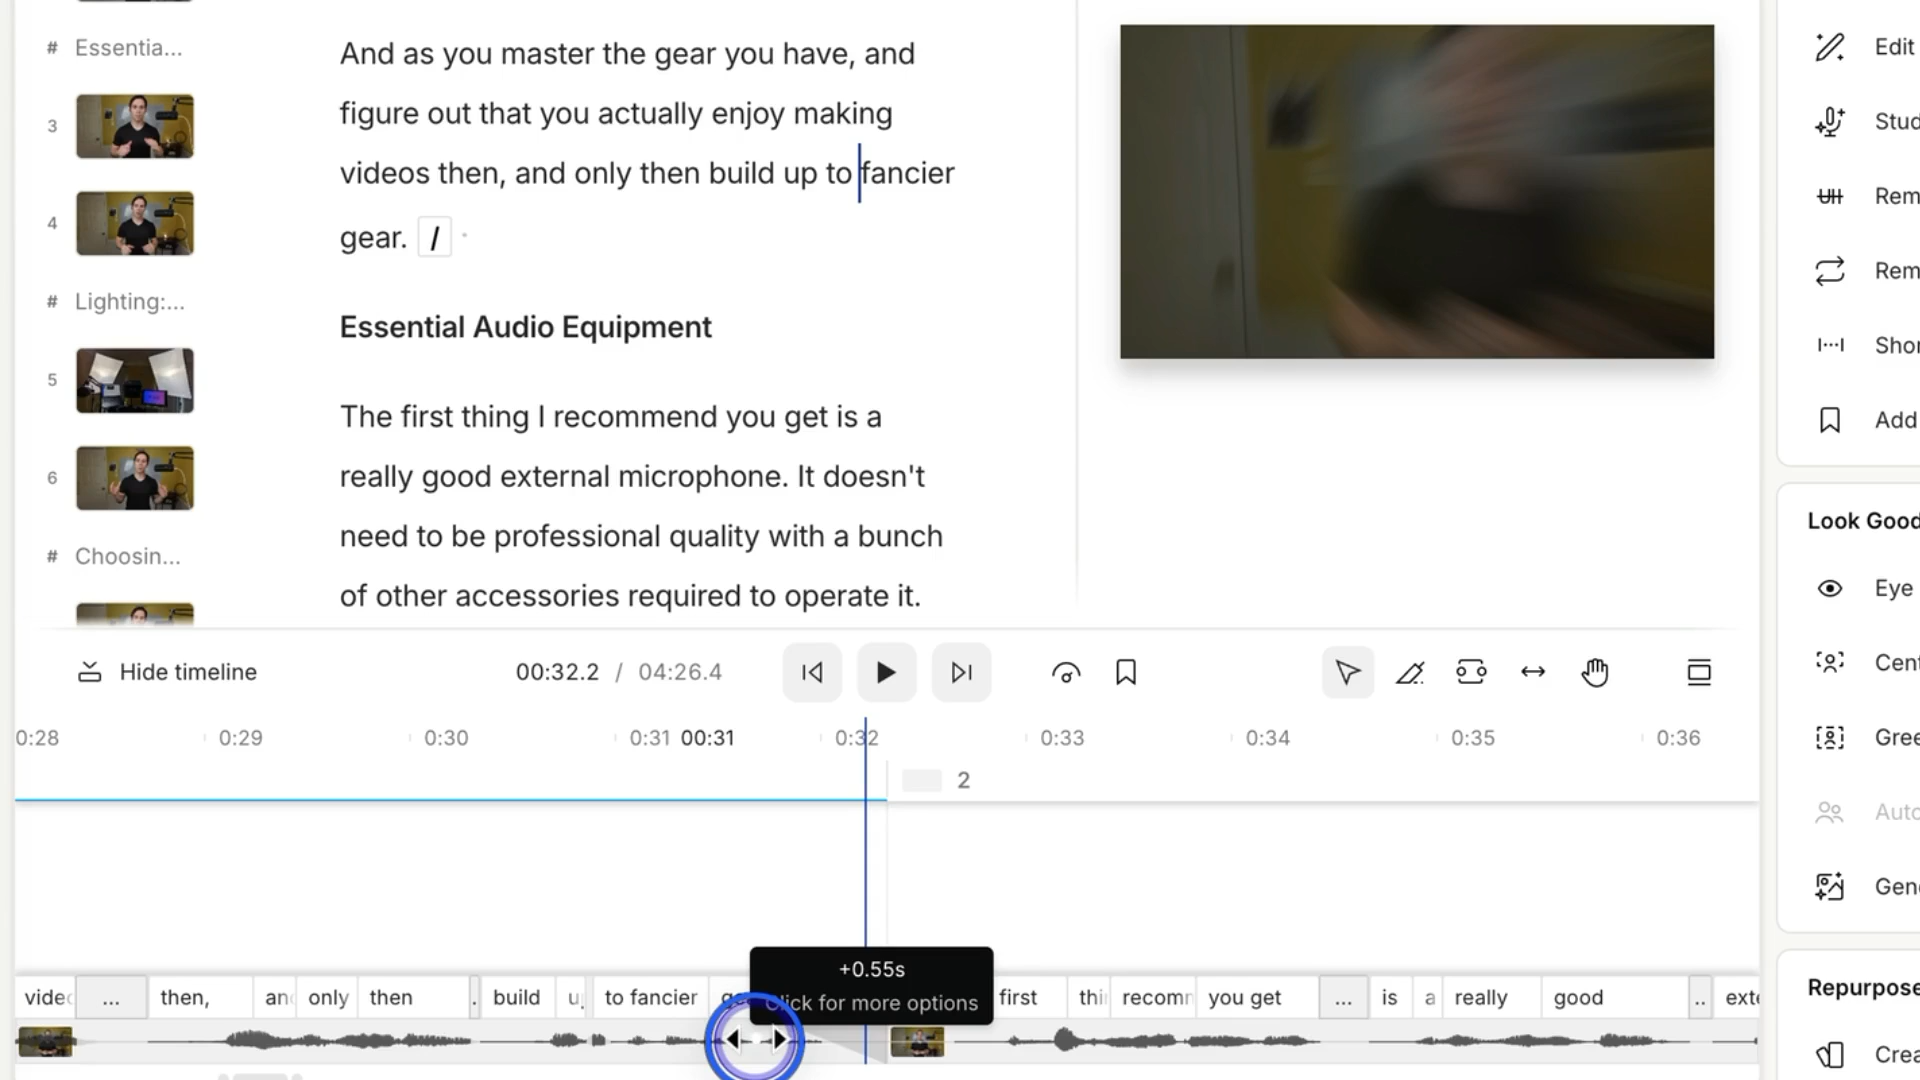 # Essentia...
3
4
# Lighting:...
5
6
# Choosin...
And as you master the gear you have, and
figure out that you actually enjoy making
videos then, and only then build up to fancier
gear. /
Essential Audio Equipment
The first thing I recommend you get is a
really good external microphone. It doesn't
need to be professional quality with a bunch
of other accessories required to operate it.
Edit
Stud
Rem
Rem
Shor
Add
Look Good
Eye
Cent
Gree
Auto
Gene
Repurpose
Crea
Hide timeline
00:32.2 / 04:26.4
0:28 0:29 0:30 0:31 00:31 0:32 0:33 0:34 0:35 0:36
2
+0.55s
Click for more options
video ... then, and only then . build u, to fancier first thi recomm you get ... is a really good .. exte